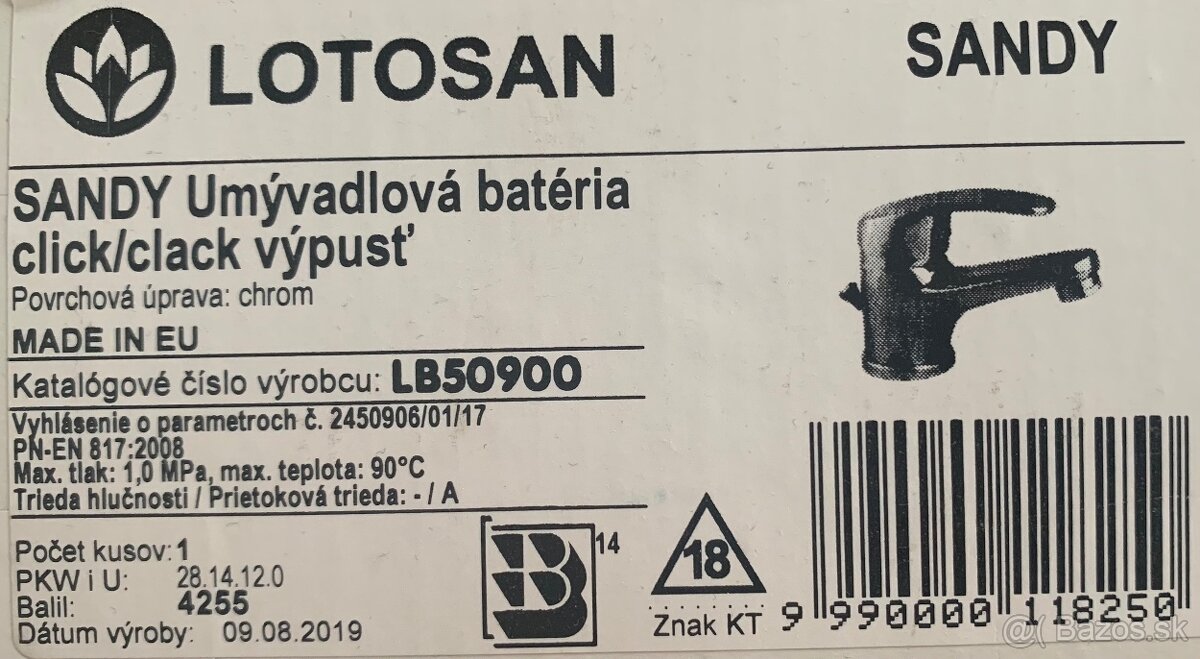 LOTOSAN
SANDY
SANDY Umývadlová batéria
click/clack výpusť
Povrchová úprava: chrom
MADE IN EU
Katalógové číslo výrobcu: LB50900
Vyhlásenie o parametroch č. 2450906/01/17
PN-EN 817:2008
Max. tlak: 1,0 MPa, max. teplota: 90°C
Trieda hlučnosti / Prietoková trieda: - / A
Počet kusov: 1
PKW i U: 28.14.12.0
Balil: 4255
Dátum výroby: 09.08.2019
B 14
18
Znak KT
9 990000 118250
@( Bazos.sk